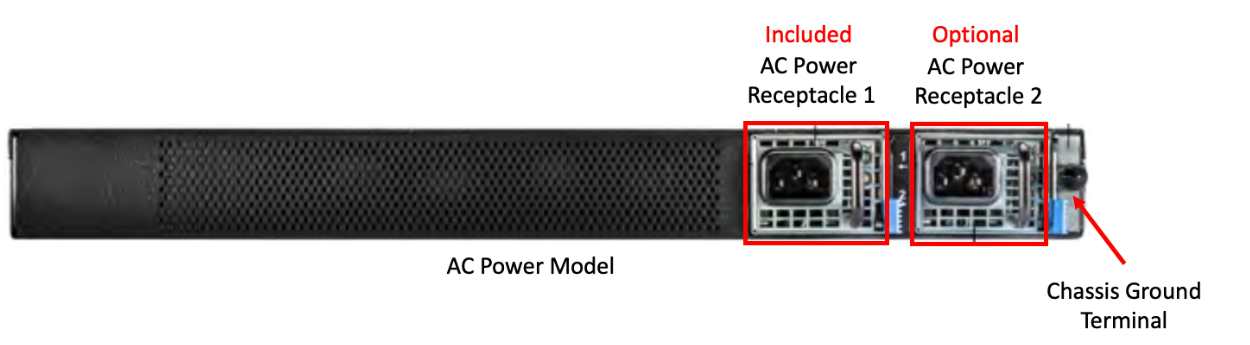 Included
AC Power
Receptacle 1
Optional
AC Power
Receptacle 2
AC Power Model
Chassis Ground
Terminal